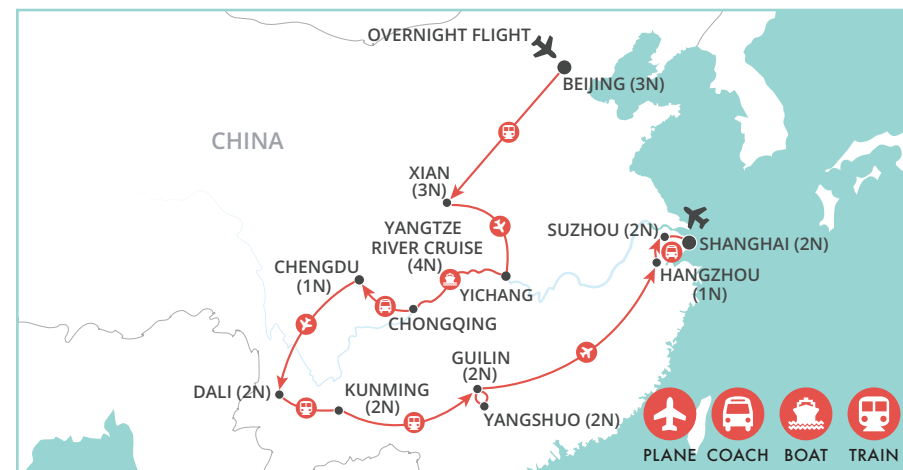 OVERNIGHT FLIGHT
BEIJING (3N)
CHINA
XIAN
(3N)
YANGTZE
RIVER CRUISE
(4N)
SUZHOU (2N)
SHANGHAI (2N)
CHENGDU
(1N)
HANGZHOU
(1N)
YICHANG
CHONGQING
GUILIN
(2N)
DALI (2N)
KUNMING
(2N)
YANGSHUO (2N)
PLANE
COACH
BOAT
TRAIN